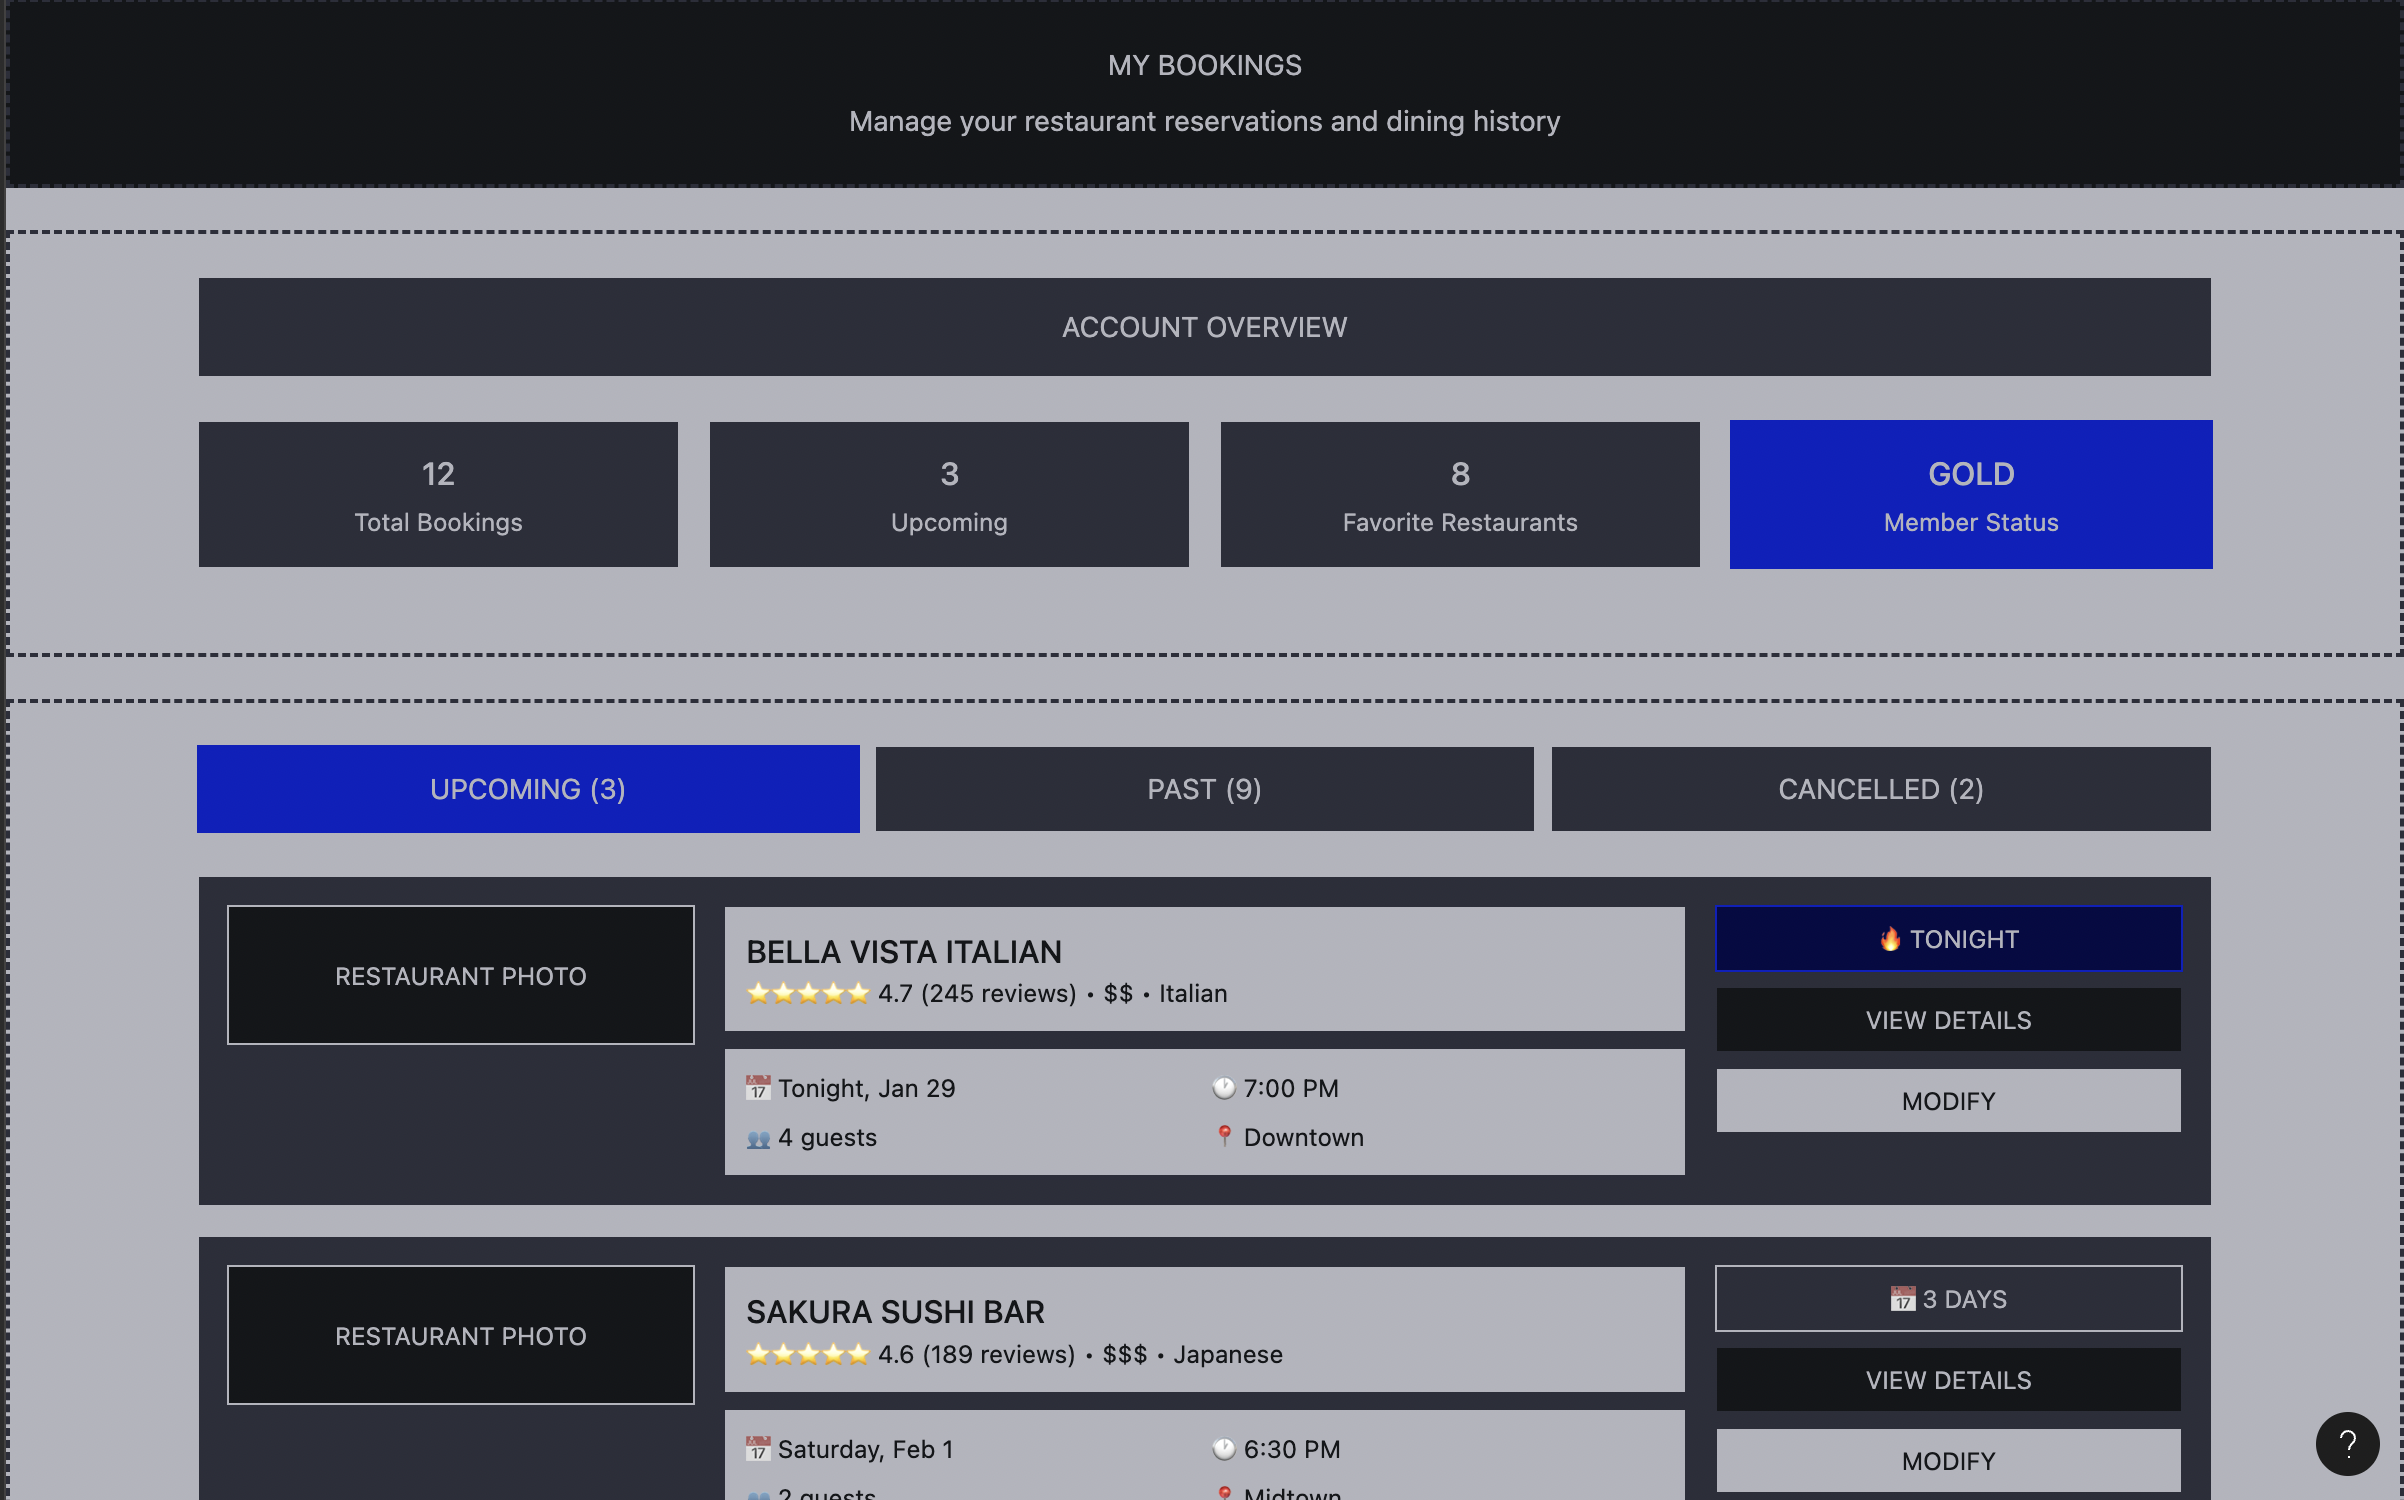 MY BOOKINGS
Manage your restaurant reservations and dining history
ACCOUNT OVERVIEW
12
Total Bookings
3
Upcoming
8
Favorite Restaurants
GOLD
Member Status
UPCOMING (3)
PAST (9)
CANCELLED (2)
RESTAURANT PHOTO
BELLA VISTA ITALIAN
⭐⭐⭐⭐⭐ 4.7 (245 reviews) • $$ • Italian
📅 Tonight, Jan 29
🕐 7:00 PM
👥 4 guests
📍 Downtown
🔥 TONIGHT
VIEW DETAILS
MODIFY
RESTAURANT PHOTO
SAKURA SUSHI BAR
⭐⭐⭐⭐⭐ 4.6 (189 reviews) • $$$ • Japanese
📅 Saturday, Feb 1
🕐 6:30 PM
👥 2 guests
📍 Midtown
📅 3 DAYS
VIEW DETAILS
MODIFY
?